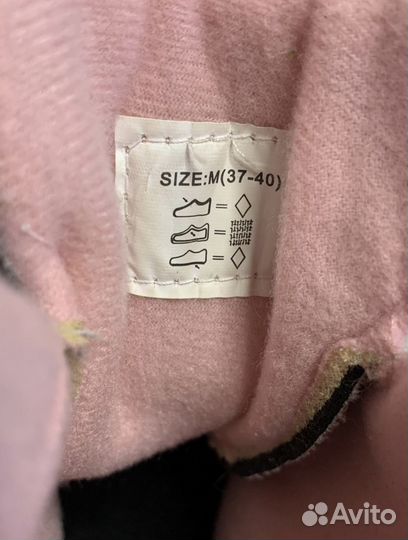 SIZE:M(37-40)
=
=
=
Avito